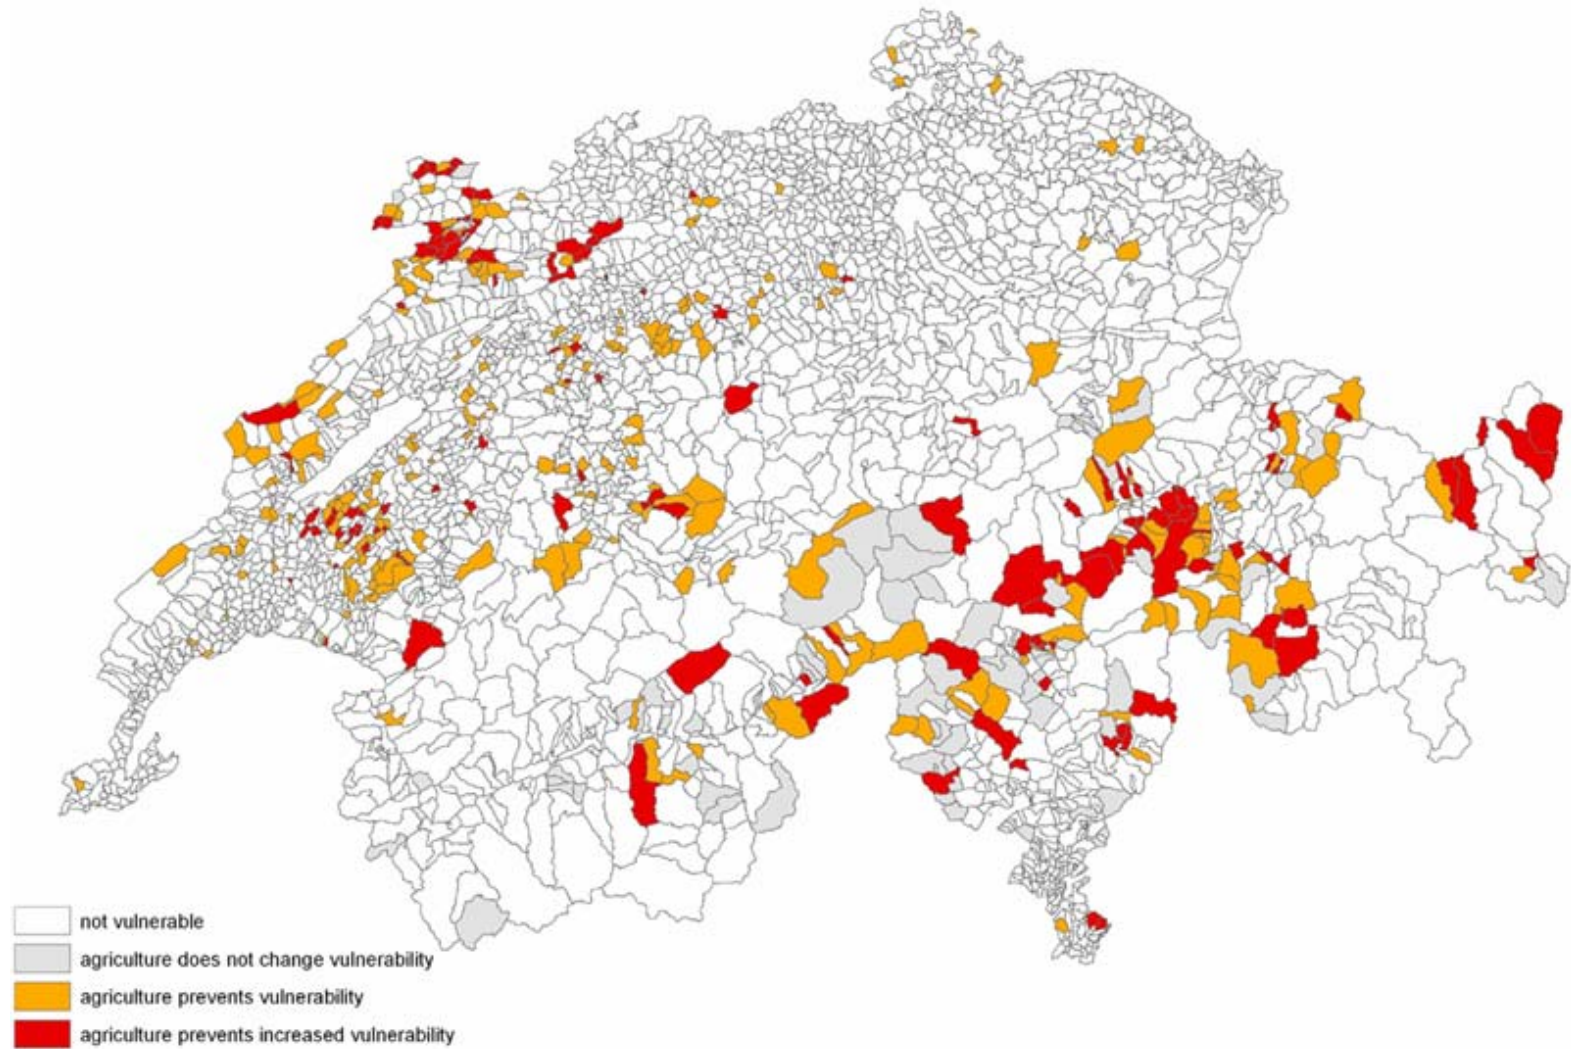 not vulnerable
agriculture does not change vulnerability
agriculture prevents vulnerability
agriculture prevents increased vulnerability